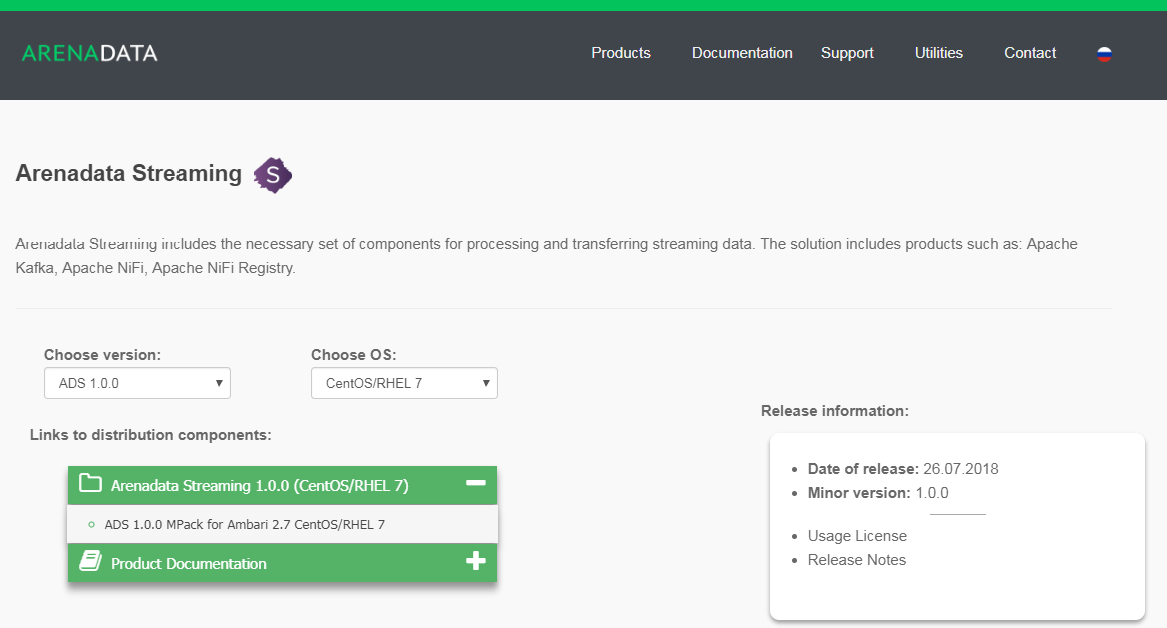 ARENADATA
Products Documentation Support Utilities Contact
Arenadata Streaming S
Arenadata Streaming includes the necessary set of components for processing and transferring streaming data. The solution includes products such as: Apache
Kafka, Apache NiFi, Apache NiFi Registry.
Choose version: Choose OS:
ADS 1.0.0 CentOS/RHEL 7
Links to distribution components:
Arenadata Streaming 1.0.0 (CentOS/RHEL 7)
ADS 1.0.0 MPack for Ambari 2.7 CentOS/RHEL 7
Product Documentation
Release information:
Date of release: 26.07.2018
Minor version: 1.0.0
Usage License
Release Notes